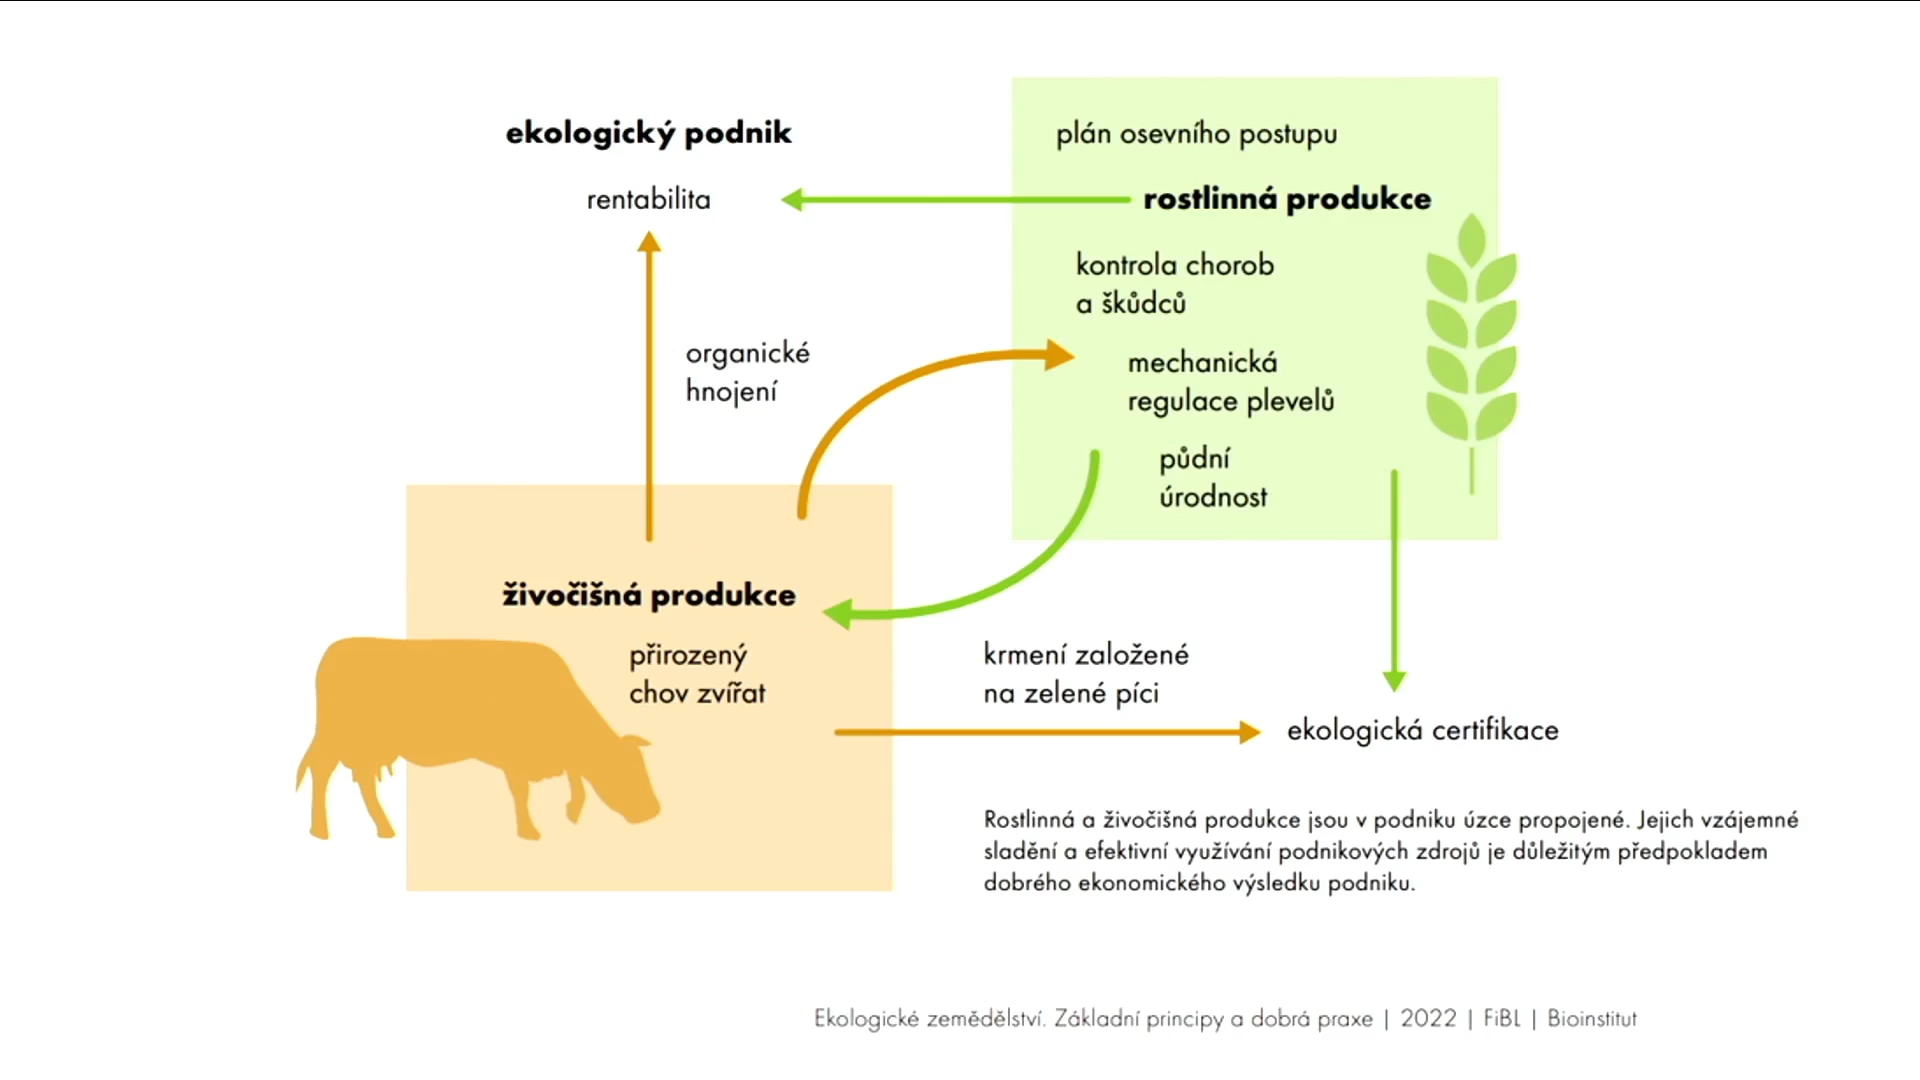 ekologický podnik
rentabilita
organické
hnojení
plán osevního postupu
rostlinná produkce
kontrola chorob
a škůdců
mechanická
regulace plevelů
půdní
úrodnost
živočišná produkce
přirozený
chov zvířat
krmení založené
na zelené píci
ekologická certifikace
Rostlinná a živočišná produkce jsou v podniku úzce propojené. Jejich vzájemné
sladění a efektivní využívání podnikových zdrojů je důležitým předpokladem
dobrého ekonomického výsledku podniku.
Ekologické zemědělství. Základní principy a dobrá praxe | 2022 | FiBL | Bioinstitut